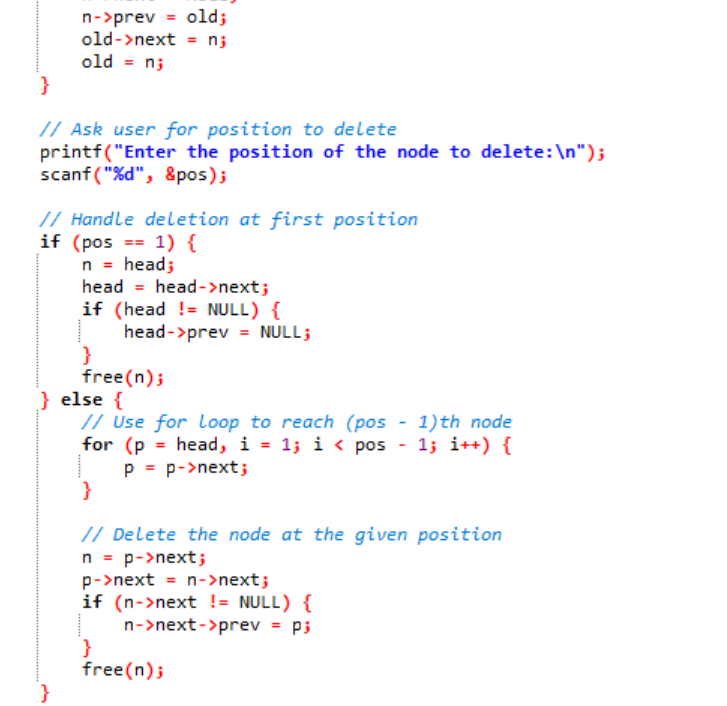 n->prev = old;
old->next = n;
old = n;
}
// Ask user for position to delete
printf("Enter the position of the node to delete:\n");
scanf("%d", &pos);
// Handle deletion at first position
if (pos == 1) {
n = head;
head = head->next;
if (head != NULL) {
head->prev = NULL;
}
free(n);
} else {
// Use for loop to reach (pos - 1)th node
for (p = head, i = 1; i < pos - 1; i++) {
p = p->next;
}
// Delete the node at the given position
n = p->next;
p->next = n->next;
if (n->next != NULL) {
n->next->prev = p;
}
free(n);
}